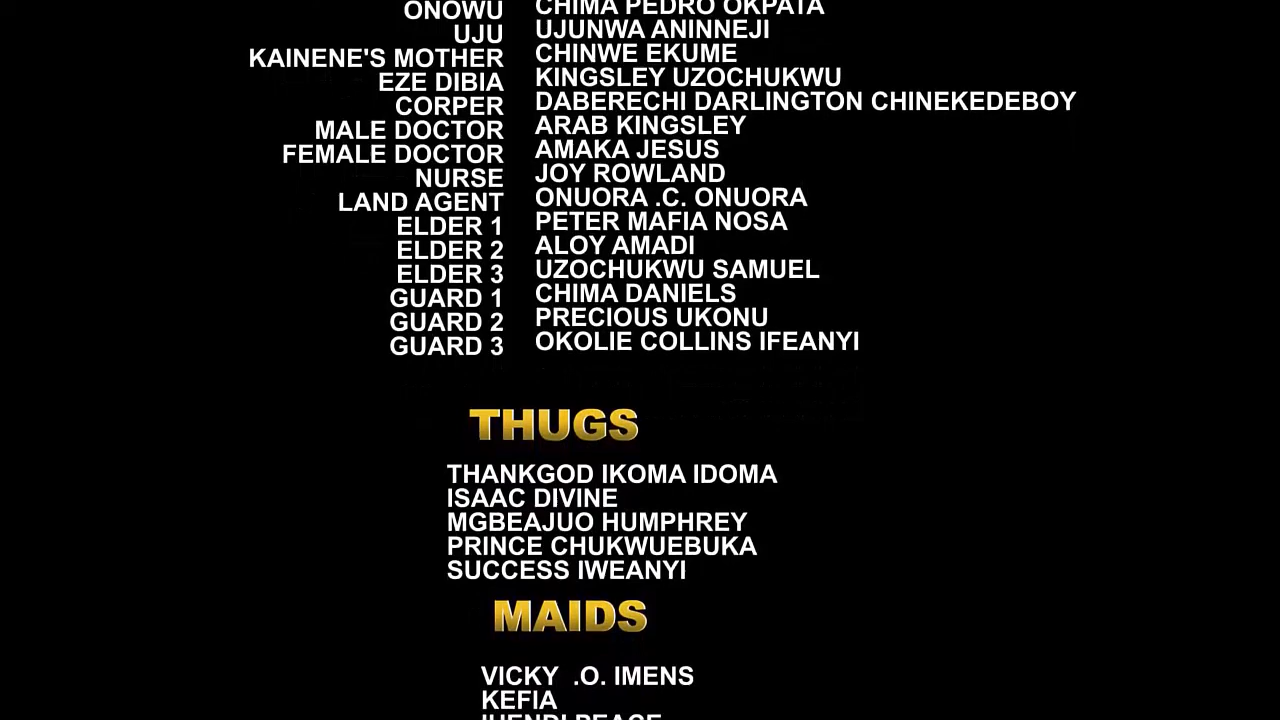 ONOWU CHIMA PEDRO OKPATA
UJU UJUNWA ANINNEJI
KAINENE'S MOTHER CHINWE EKUME
EZE DIBIA KINGSLEY UZOCHUKWU
CORPER DABERECHI DARLINGTON CHINEKEDEBOY
MALE DOCTOR ARAB KINGSLEY
FEMALE DOCTOR AMAKA JESUS
NURSE JOY ROWLAND
LAND AGENT ONUORA .C. ONUORA
ELDER 1 PETER MAFIA NOSA
ELDER 2 ALOY AMADI
ELDER 3 UZOCHUKWU SAMUEL
GUARD 1 CHIMA DANIELS
GUARD 2 PRECIOUS UKONU
GUARD 3 OKOLIE COLLINS IFEANYI
THUGS
THANKGOD IKOMA IDOMA
ISAAC DIVINE
MGBEAJUO HUMPHREY
PRINCE CHUKWUEBUKA
SUCCESS IWEANYI
MAIDS
VICKY .O. IMENS
KEFIA
PEACE